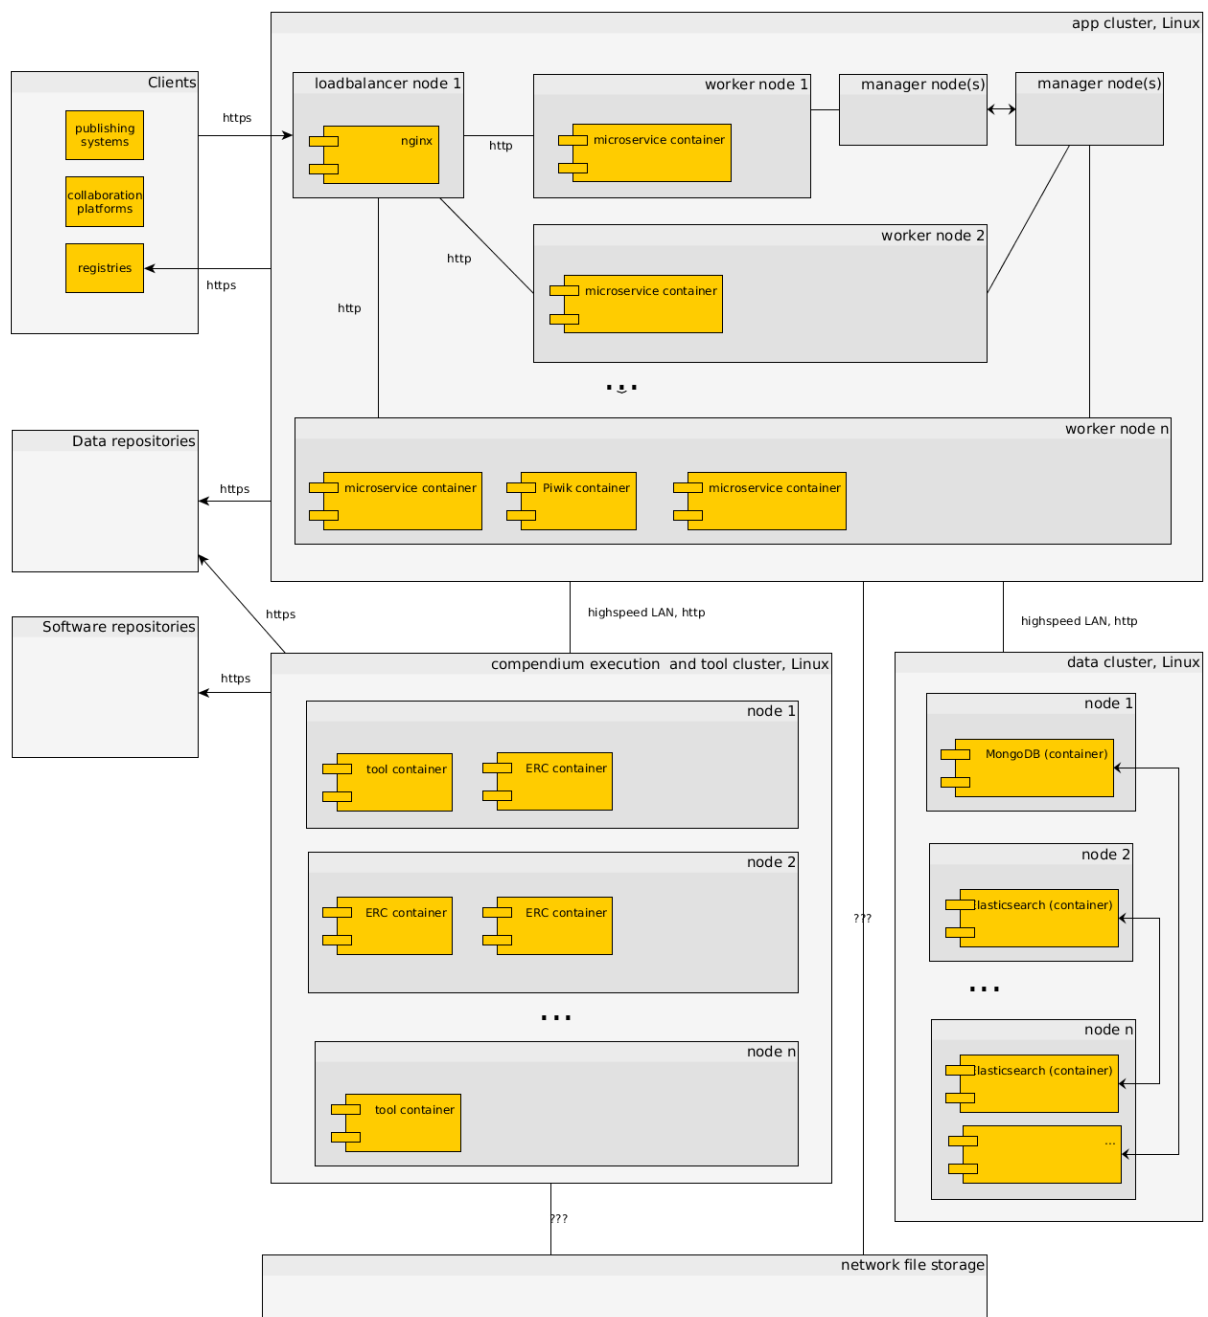 app cluster, Linux
Clients
publishing
systems
collaboration
platforms
registries
https
https
loadbalancer node 1
nginx
http
http
http
worker node 1
microservice container
manager node(s)
manager node(s)
worker node 2
microservice container
...
worker node n
microservice container
Piwik container
microservice container
Data repositories
https
https
Software repositories
https
highspeed LAN, http
highspeed LAN, http
compendium execution  and tool cluster, Linux
node 1
tool container
ERC container
node 2
ERC container
ERC container
...
node n
tool container
???
???
data cluster, Linux
node 1
MongoDB (container)
node 2
Elasticsearch (container)
...
node n
Elasticsearch (container)
...
network file storage